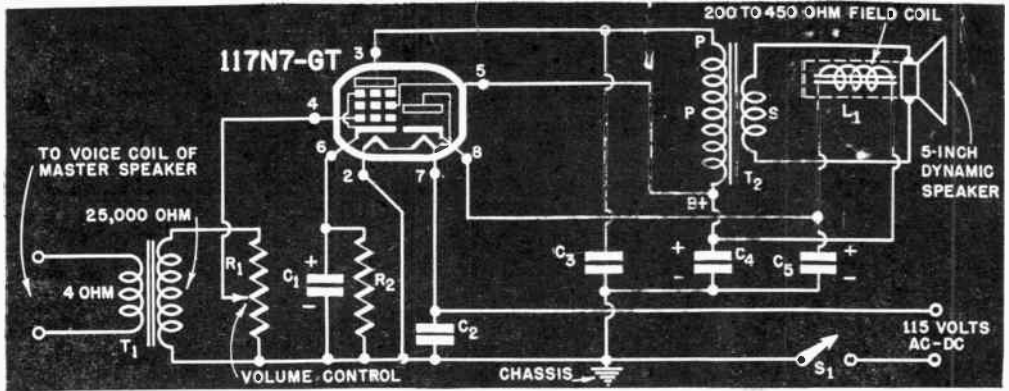 200 TO 450 OHM FIELD COIL
117N7-GT
3
P
5
4
P
S
L1
TO VOICE COIL OF
MASTER SPEAKER
6
8
5-INCH
DYNAMIC
SPEAKER
2
7
T2
25,000 OHM
B+
R1
+
C1
-
R2
C3
+
C4
-
C5
+
-
4 OHM
C2
115 VOLTS
AC-DC
T1
VOLUME CONTROL
CHASSIS
S1